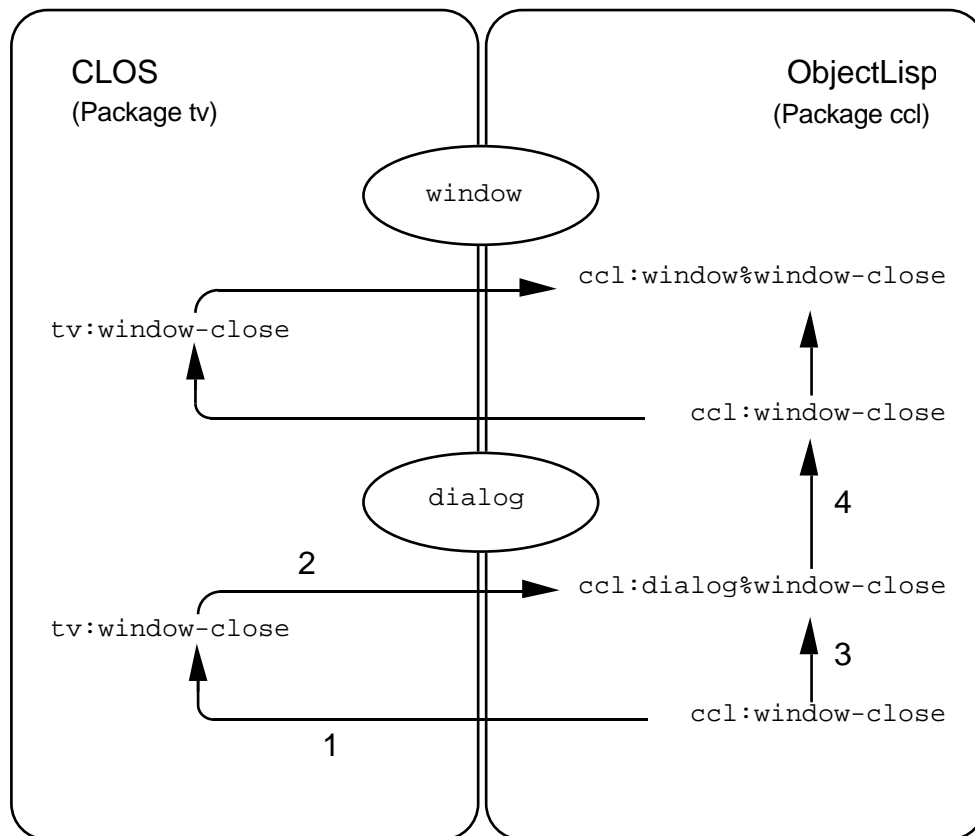 CLOS
(Package tv)
ObjectLisp
(Package ccl)
window
ccl:window%window-close
tv:window-close
ccl:window-close
dialog
4
2
ccl:dialog%window-close
tv:window-close
3
ccl:window-close
1